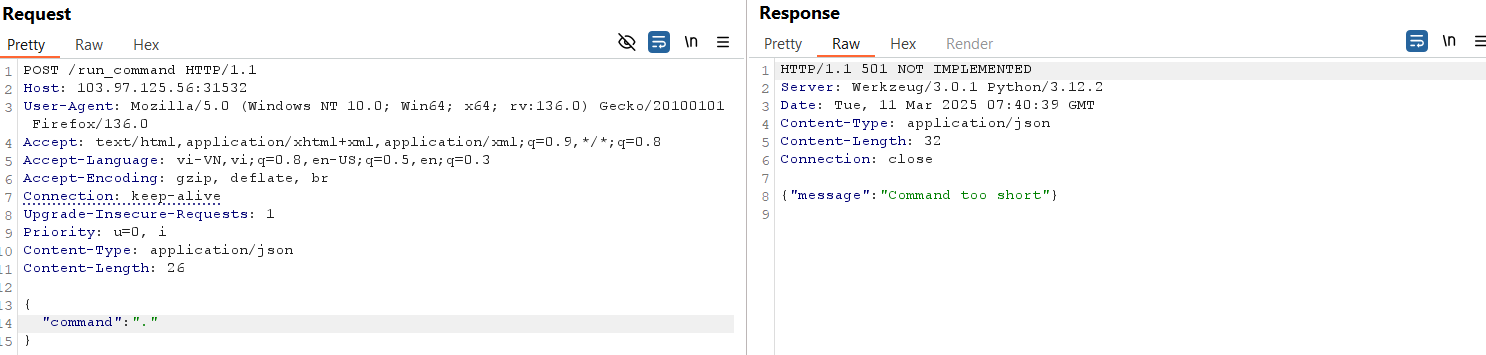 Request
Pretty Raw Hex
\n
1 POST /run_command HTTP/1.1
2 Host: 103.97.125.56:31532
3 User-Agent: Mozilla/5.0 (Windows NT 10.0; Win64; x64; rv:136.0) Gecko/20100101
Firefox/136.0
4 Accept: text/html,application/xhtml+xml,application/xml;q=0.9,*/*;q=0.8
5 Accept-Language: vi-VN,vi;q=0.8,en-US;q=0.5,en;q=0.3
6 Accept-Encoding: gzip, deflate, br
7 Connection: keep-alive
8 Upgrade-Insecure-Requests: 1
9 Priority: u=0, i
10 Content-Type: application/json
11 Content-Length: 26
12
13 {
14 "command":"."
15 }
Response
Pretty Raw Hex Render
\n
1 HTTP/1.1 501 NOT IMPLEMENTED
2 Server: Werkzeug/3.0.1 Python/3.12.2
3 Date: Tue, 11 Mar 2025 07:40:39 GMT
4 Content-Type: application/json
5 Content-Length: 32
6 Connection: close
7
8 {"message":"Command too short"}
9